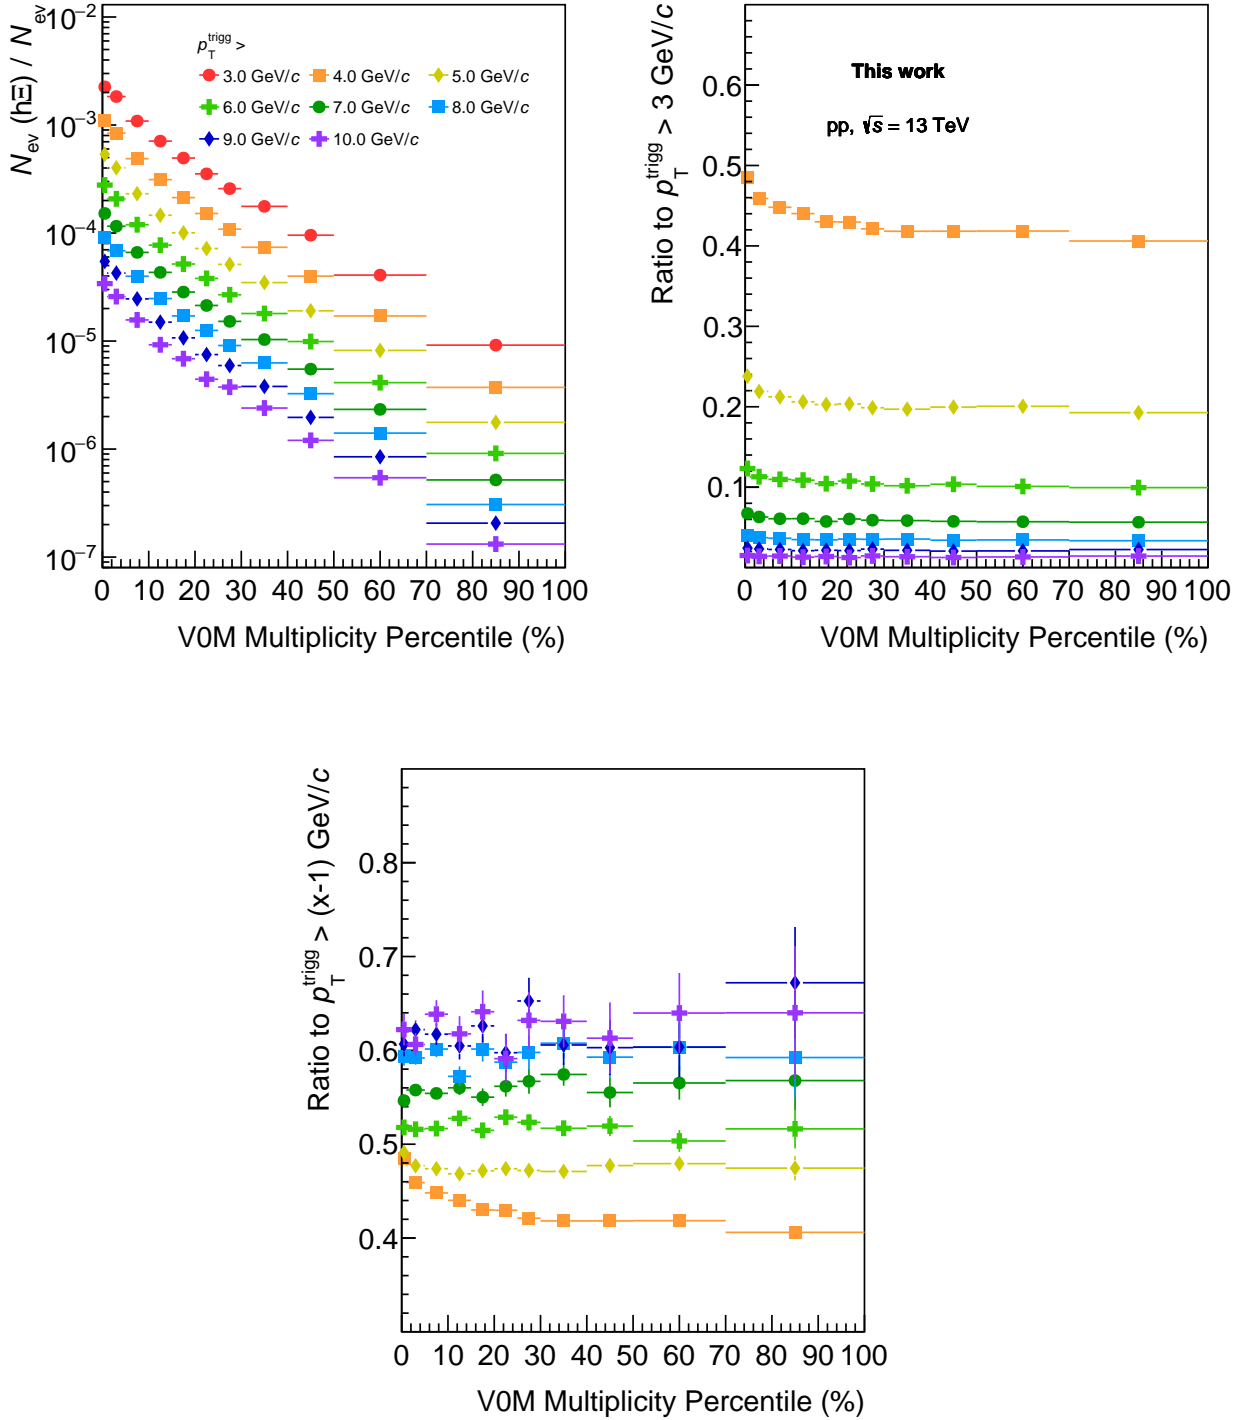 N_ev (hΞ) / N_ev
10⁻²
10⁻³
10⁻⁴
10⁻⁵
10⁻⁶
10⁻⁷
p_T^trigg >
3.0 GeV/c 4.0 GeV/c 5.0 GeV/c
6.0 GeV/c 7.0 GeV/c 8.0 GeV/c
9.0 GeV/c 10.0 GeV/c
0 10 20 30 40 50 60 70 80 90 100
V0M Multiplicity Percentile (%)
Ratio to p_T^trigg > 3 GeV/c
0.6
0.5
0.4
0.3
0.2
0.1
This work
pp, √s = 13 TeV
0 10 20 30 40 50 60 70 80 90 100
V0M Multiplicity Percentile (%)
Ratio to p_T^trigg > (x-1) GeV/c
0.8
0.7
0.6
0.5
0.4
0 10 20 30 40 50 60 70 80 90 100
V0M Multiplicity Percentile (%)